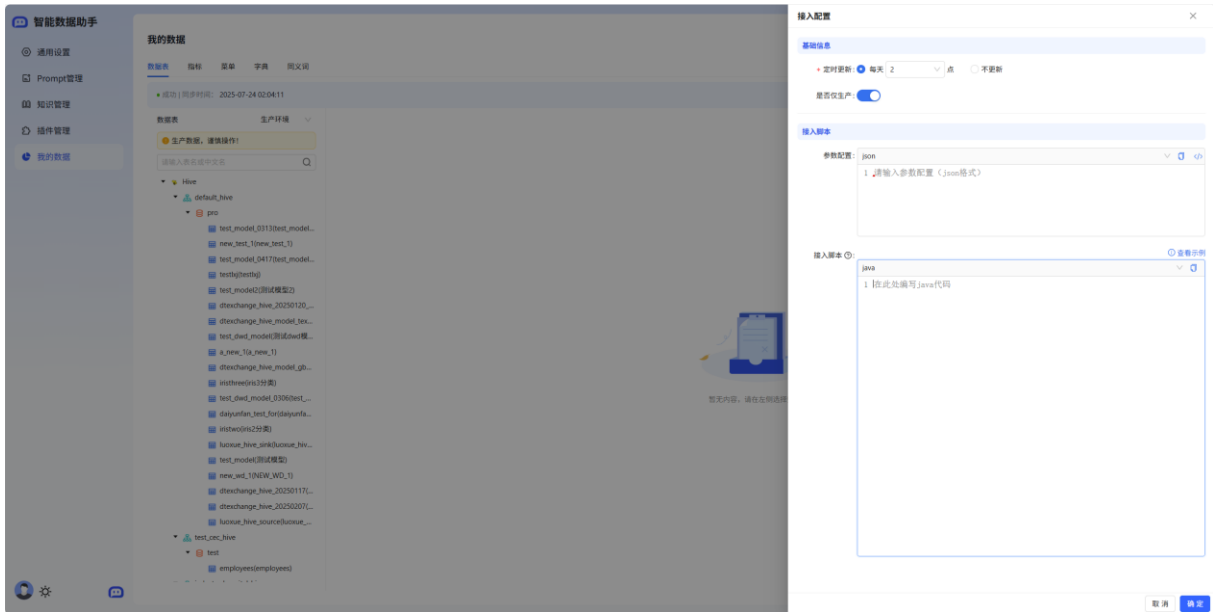 智能数据助手
通用设置
Prompt管理
知识管理
插件管理
我的数据
我的数据
数据表 指标 菜单 字典 同义词
成功 | 同步时间: 2025-07-24 02:04:11
数据表 生产环境
生产数据，谨慎操作!
请输入表名或中文名
Hive
default_hive
pro
test_model_0313(test_model...
new_test_1(new_test_1)
test_model_0417(test_model...
testlxj(testlxj)
test_model2(测试模型2)
dtexchange_hive_20250120_...
dtexchange_hive_model_tex...
test_dwd_model(测试dwd模...
a_new_1(a_new_1)
dtexchange_hive_model_gb...
iristhree(iris3分类)
test_dwd_model_0306(test_...
daiyunfan_test_for(daiyunfa...
iristwo(iris2分类)
luoxue_hive_sink(luoxue_hiv...
test_model(测试模型)
new_wd_1(NEW_WD_1)
dtexchange_hive_20250117(...
dtexchange_hive_20250207(...
luoxue_hive_source(luoxue_...
test_cec_hive
test
employees(employees)
暂无内容，请在左侧选择
接入配置
基础信息
* 定时更新: 每天 2 点 不更新
是否仅生产:
接入脚本
参数配置: json
1 请输入参数配置（json格式）
查看示例
接入脚本 :
java
1 在此处编写java代码
取 消 确 定